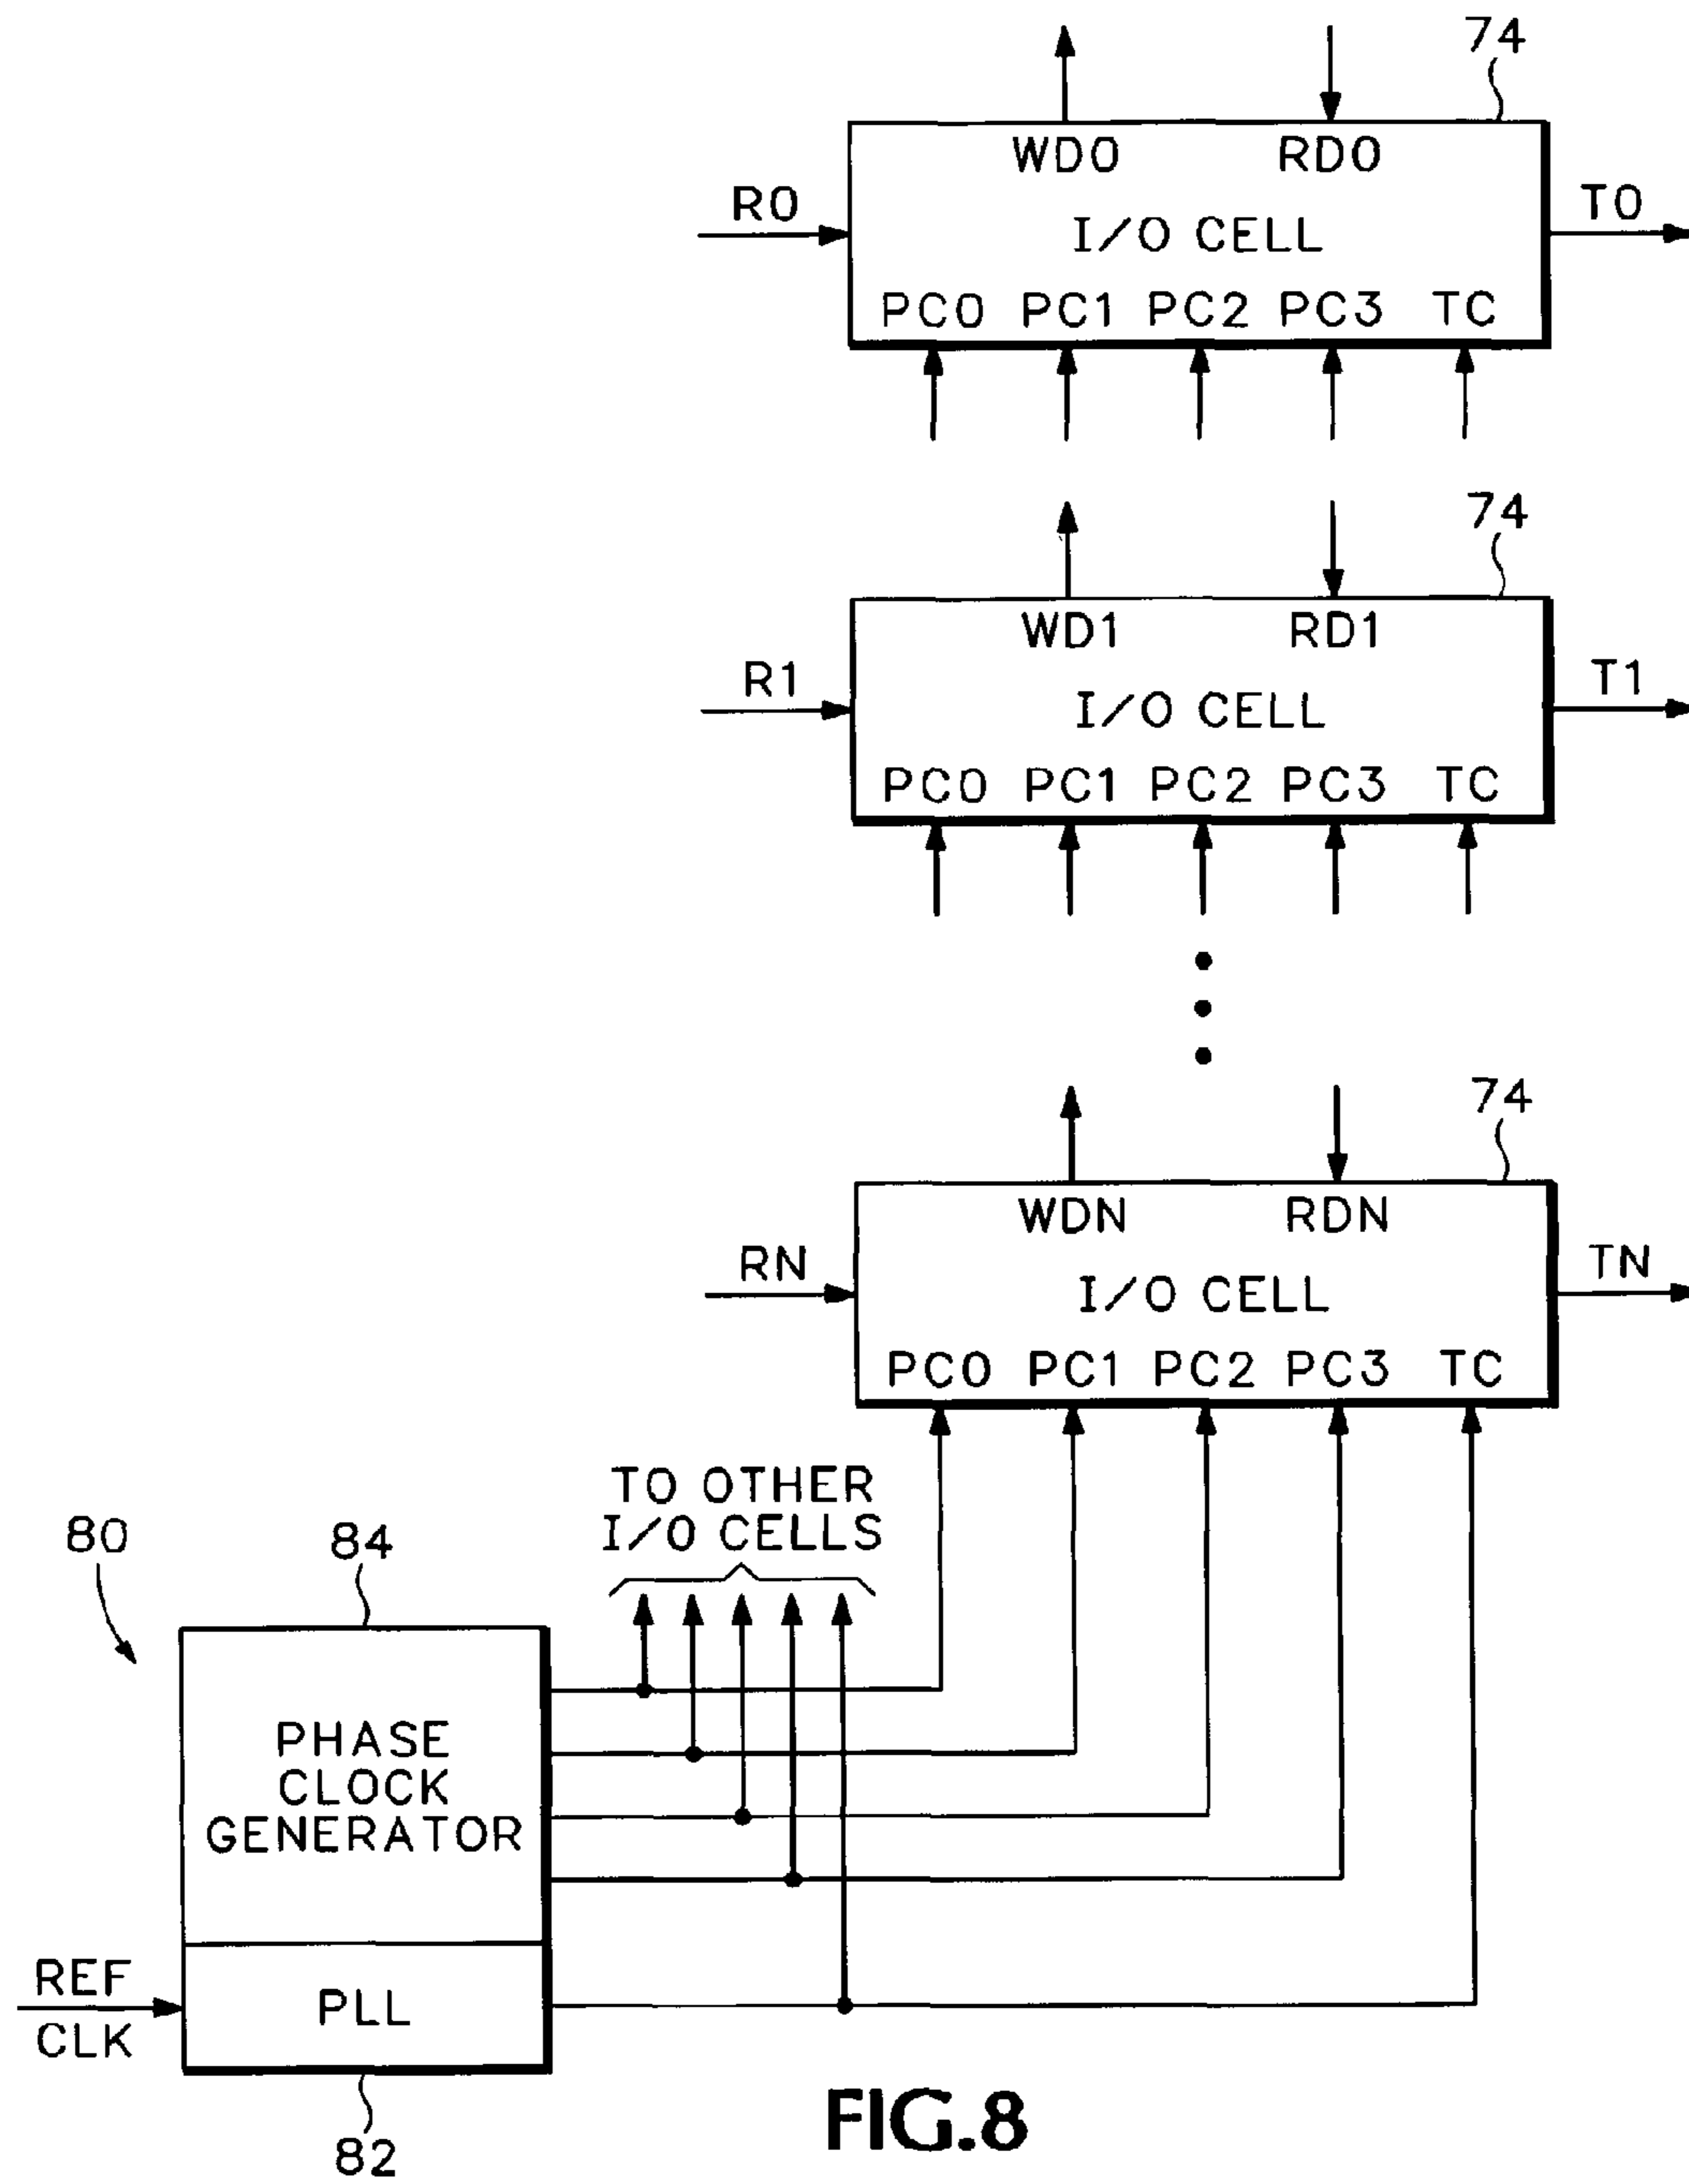 74
WD0 RD0
R0
I/O CELL
T0
PC0 PC1 PC2 PC3 TC
74
WD1 RD1
R1
I/O CELL
T1
PC0 PC1 PC2 PC3 TC
74
WDN RDN
RN
I/O CELL
TN
PC0 PC1 PC2 PC3 TC
TO OTHER
I/O CELLS
80
84
PHASE
CLOCK
GENERATOR
REF
CLK
PLL
82
FIG.8